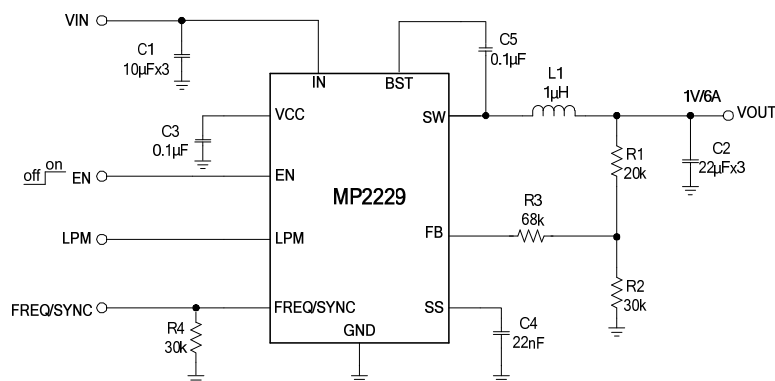 VIN
C1
10µFx3
C5
0.1µF
L1
1µH
1V/6A
VOUT
IN
BST
VCC
SW
C3
0.1µF
C2
22µFx3
R1
20k
off on EN
EN
MP2229
R3
68k
FB
LPM
LPM
R2
30k
FREQ/SYNC
FREQ/SYNC
SS
R4
30k
GND
C4
22nF